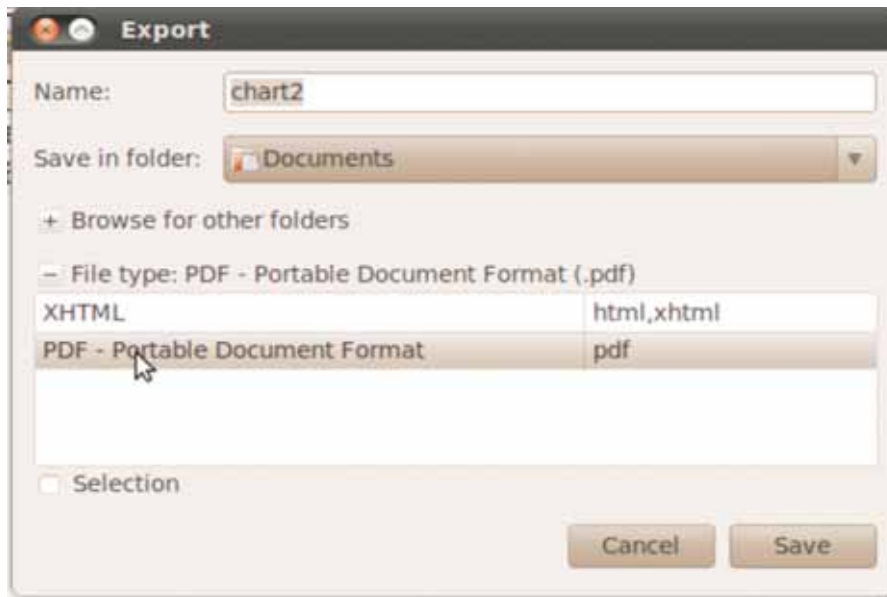 Export
Name: chart2
Save in folder: Documents
+ Browse for other folders
− File type: PDF - Portable Document Format (.pdf)
XHTML html,xhtml
PDF - Portable Document Format pdf
Selection
Cancel Save